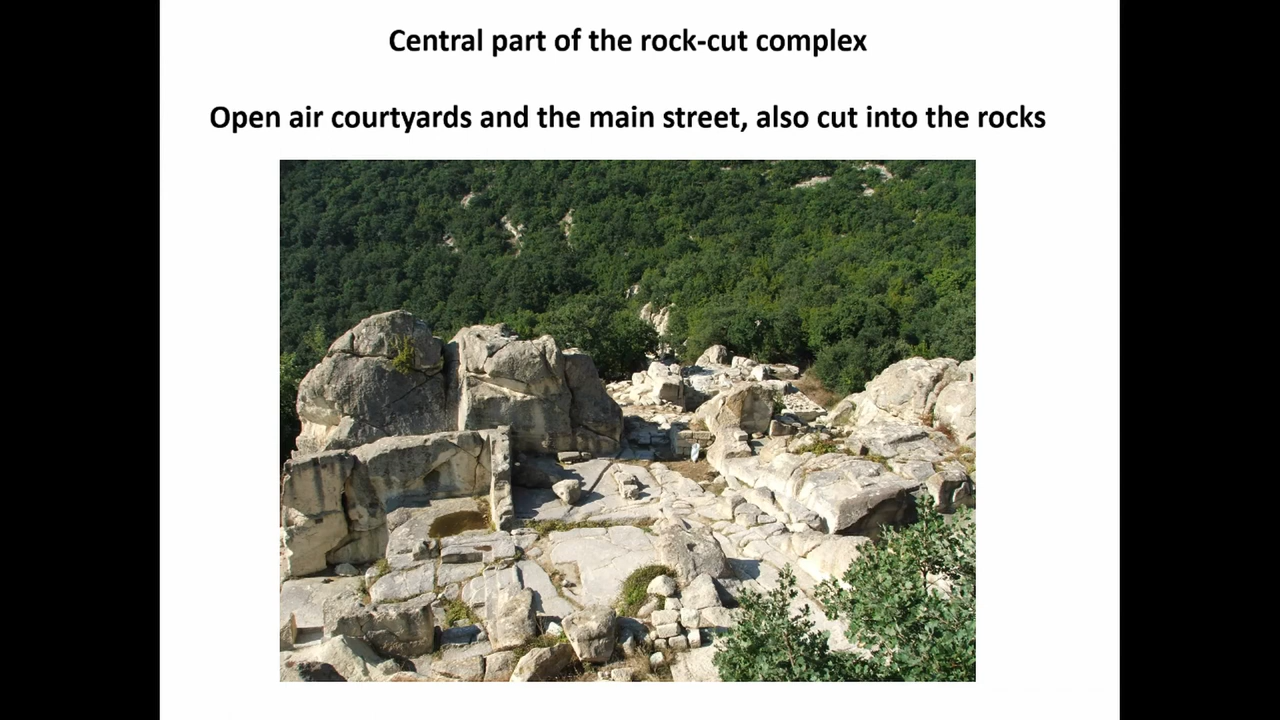 Central part of the rock-cut complex
Open air courtyards and the main street, also cut into the rocks